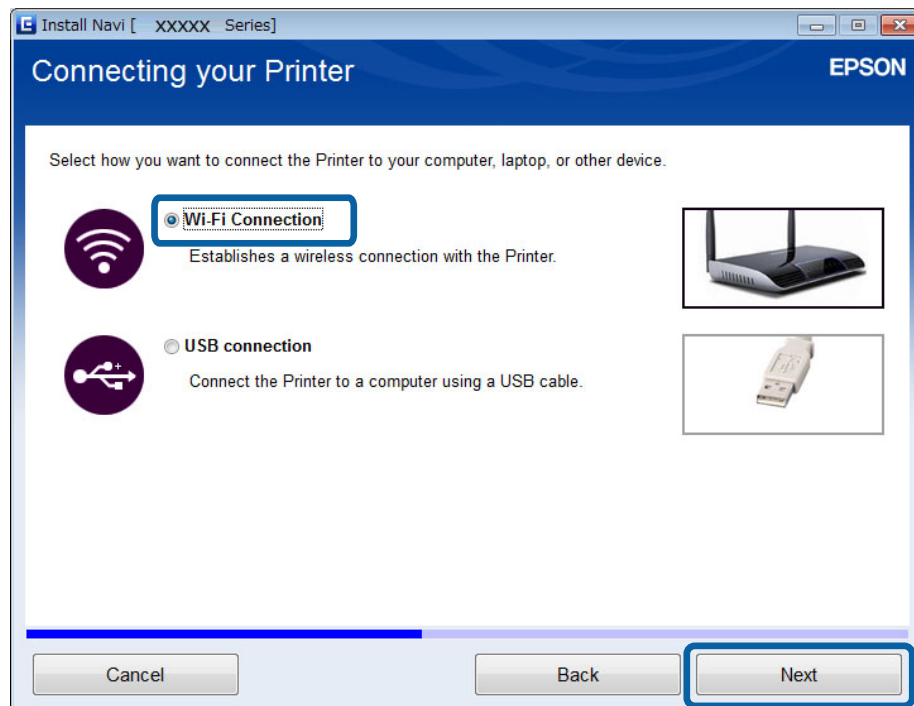 Install Navi [ XXXXX Series]
Connecting your Printer
EPSON
Select how you want to connect the Printer to your computer, laptop, or other device.
Wi-Fi Connection
Establishes a wireless connection with the Printer.
USB connection
Connect the Printer to a computer using a USB cable.
Cancel
Back
Next